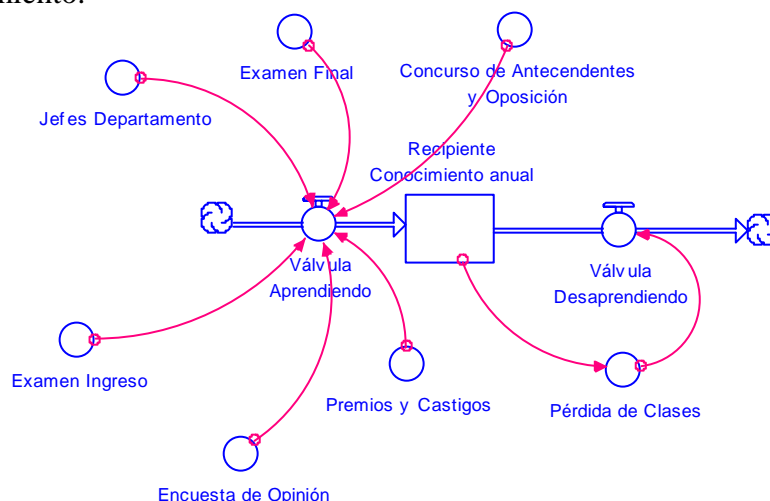 Examen Final
Concurso de Antecendentes
y Oposición
Jefes Departamento
Recipiente
Conocimiento anual
Válvula
Aprendiendo
Válvula
Desaprendiendo
Examen Ingreso
Premios y Castigos
Pérdida de Clases
Encuesta de Opinión